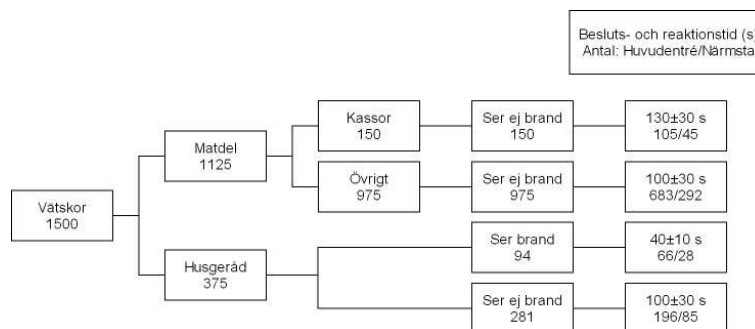 Besluts- och reaktionstid (s)
Antal: Huvudentré/Närmsta
Kassor
150
Ser ej brand
150
130±30 s
105/45
Matdel
1125
Övrigt
975
Ser ej brand
975
100±30 s
683/292
Vätskor
1500
Ser brand
94
40±10 s
66/28
Husgeråd
375
Ser ej brand
281
100±30 s
196/85